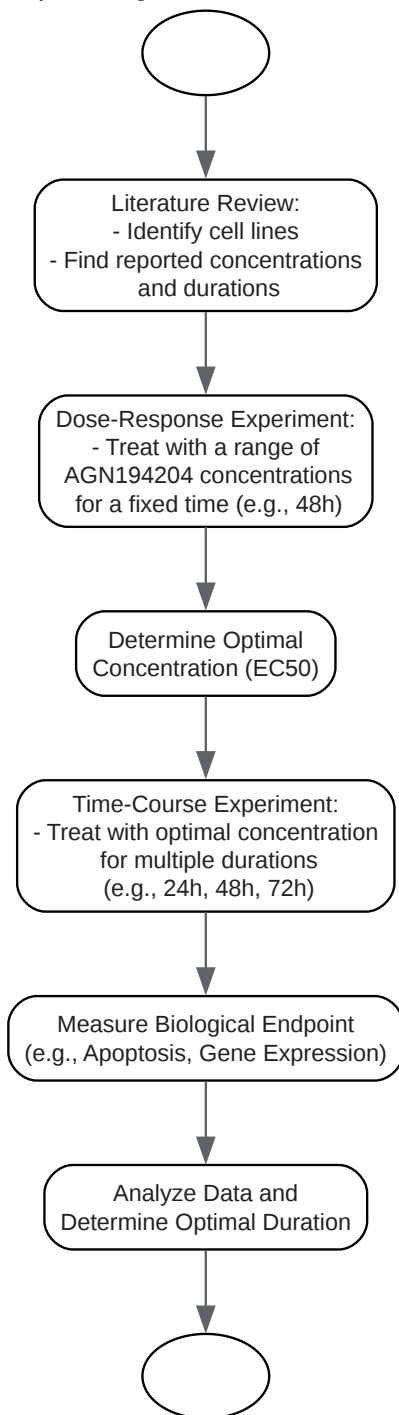 Literature Review:
- Identify cell lines
- Find reported concentrations
and durations
Dose-Response Experiment:
- Treat with a range of
AGN194204 concentrations
for a fixed time (e.g., 48h)
Determine Optimal
Concentration (EC50)
Time-Course Experiment:
- Treat with optimal concentration
for multiple durations
(e.g., 24h, 48h, 72h)
Measure Biological Endpoint
(e.g., Apoptosis, Gene Expression)
Analyze Data and
Determine Optimal Duration